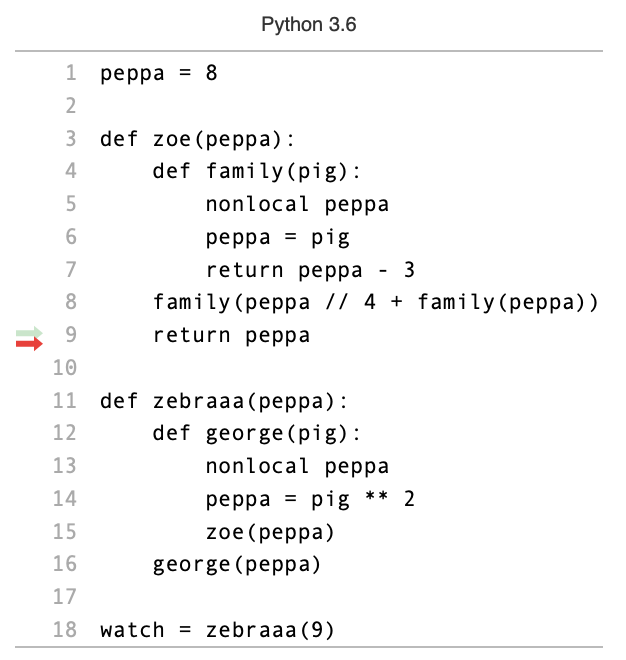 Python 3.6
1 peppa = 8
2
3 def zoe(peppa):
4     def family(pig):
5         nonlocal peppa
6         peppa = pig
7         return peppa - 3
8     family(peppa // 4 + family(peppa))
9     return peppa
10
11 def zebraaa(peppa):
12     def george(pig):
13         nonlocal peppa
14         peppa = pig ** 2
15         zoe(peppa)
16     george(peppa)
17
18 watch = zebraaa(9)